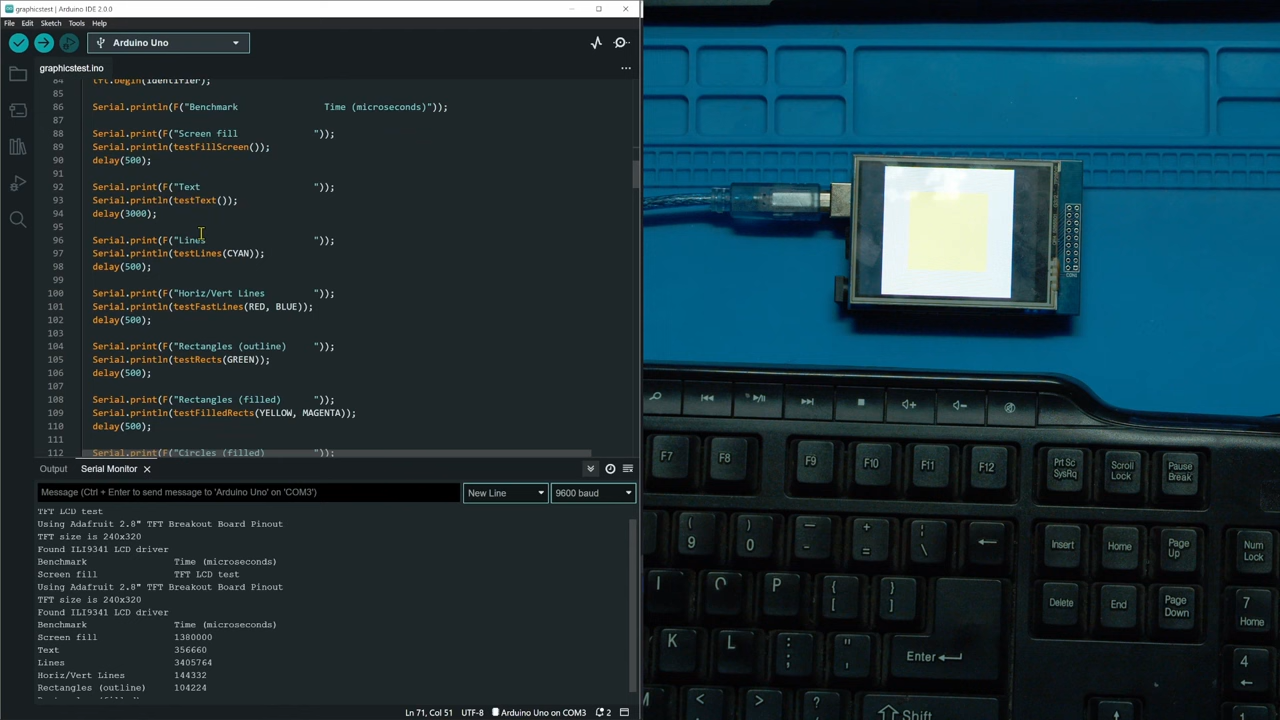 graphicstest | Arduino IDE 2.0.0
File Edit Sketch Tools Help
Arduino Uno
graphicstest.ino
84 tft.begin(identifier);
85
86 Serial.println(F("Benchmark                Time (microseconds)"));
87
88 Serial.print(F("Screen fill              "));
89 Serial.println(testFillScreen());
90 delay(500);
91
92 Serial.print(F("Text                     "));
93 Serial.println(testText());
94 delay(3000);
95
96 Serial.print(F("Lines                    "));
97 Serial.println(testLines(CYAN));
98 delay(500);
99
100 Serial.print(F("Horiz/Vert Lines         "));
101 Serial.println(testFastLines(RED, BLUE));
102 delay(500);
103
104 Serial.print(F("Rectangles (outline)     "));
105 Serial.println(testRects(GREEN));
106 delay(500);
107
108 Serial.print(F("Rectangles (filled)      "));
109 Serial.println(testFilledRects(YELLOW, MAGENTA));
110 delay(500);
111
112 Serial.print(F("Circles (filled)         "));
Output Serial Monitor
Message (Ctrl + Enter to send message to 'Arduino Uno' on 'COM3')
New Line
9600 baud
TFT LCD test
Using Adafruit 2.8" TFT Breakout Board Pinout
TFT size is 240x320
Found ILI9341 LCD driver
Benchmark Time (microseconds)
Screen fill TFT LCD test
Using Adafruit 2.8" TFT Breakout Board Pinout
TFT size is 240x320
Found ILI9341 LCD driver
Benchmark Time (microseconds)
Screen fill 1380000
Text 356660
Lines 3405764
Horiz/Vert Lines 144332
Rectangles (outline) 104224
Ln 71, Col 51 UTF-8 Arduino Uno on COM3 2
F7 F8 F9 F10 F11 F12 Prt Sc SysRq Scroll Lock Pause Break
( 9 ) 0 _ - + = | \ Insert Home Page Up Num Lock
I O P { [ } ] Delete End Page Down 7 Home
K L : ; " ' Enter 4
< > ? Shift